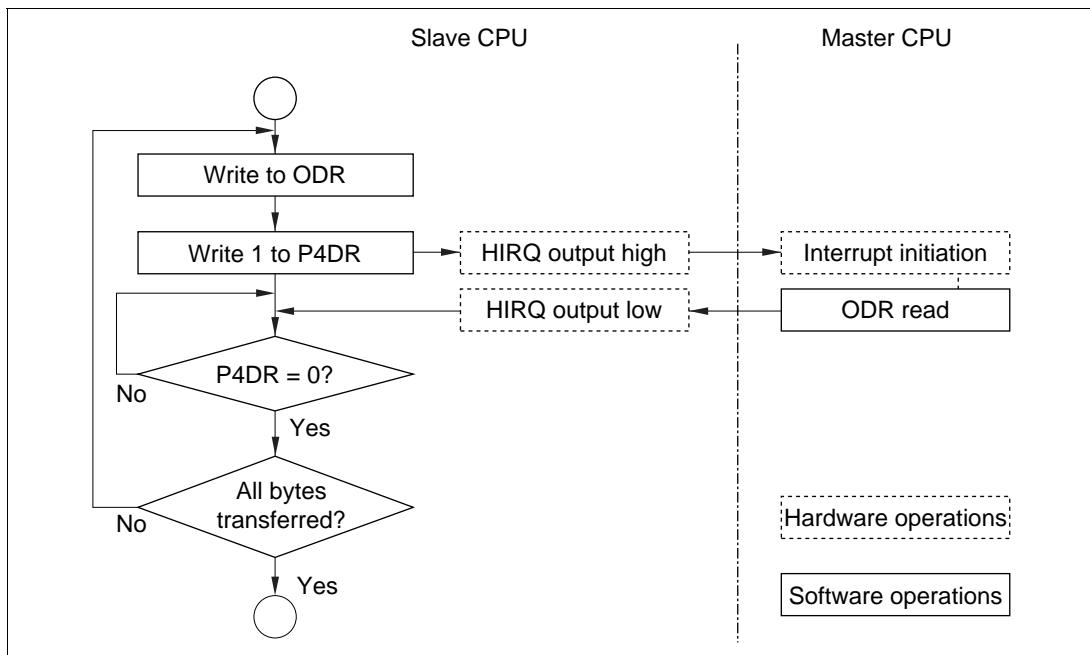 Slave CPU
Master CPU
Write to ODR
Write 1 to P4DR
HIRQ output high
Interrupt initiation
HIRQ output low
ODR read
P4DR = 0?
No
Yes
All bytes
transferred?
No
Yes
Hardware operations
Software operations